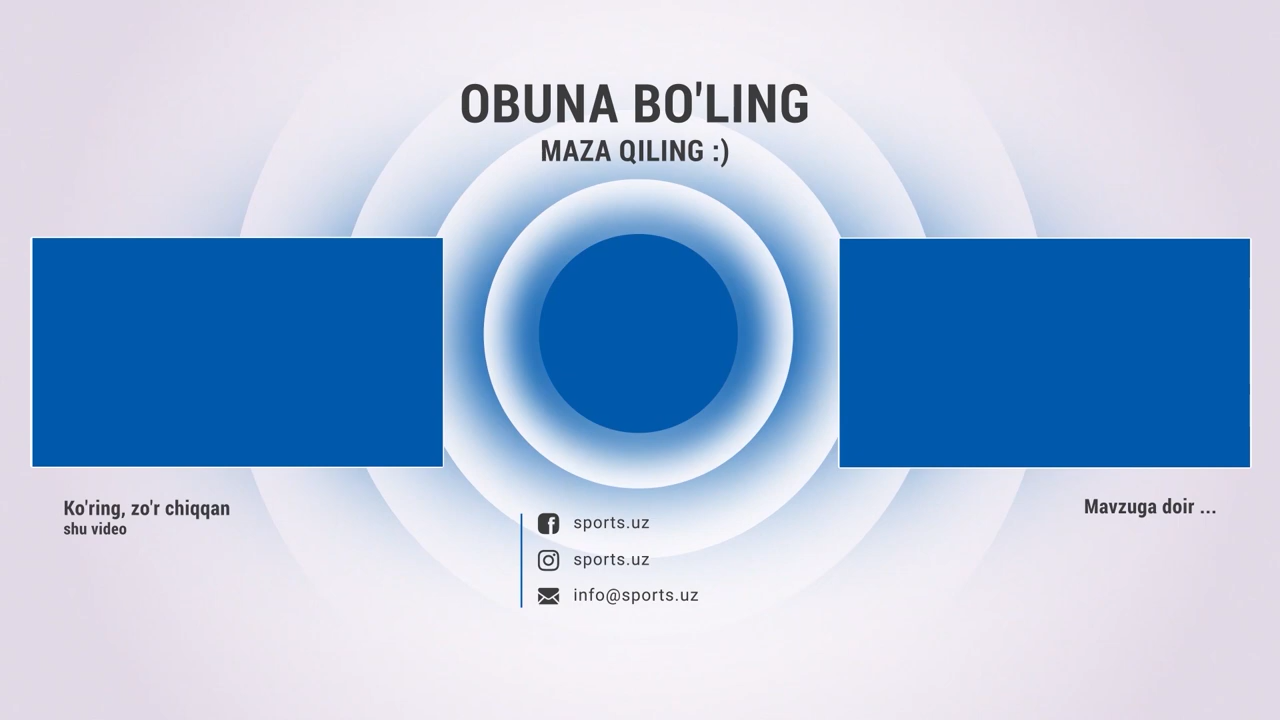 OBUNA BO'LING
MAZA QILING :)
Ko'ring, zo'r chiqqan
shu video
Mavzuga doir ...
sports.uz
sports.uz
info@sports.uz